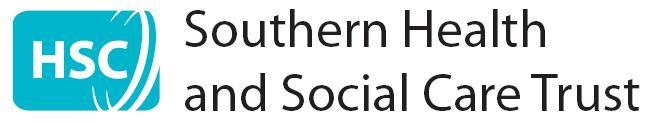 HSC
Southern Health
and Social Care Trust